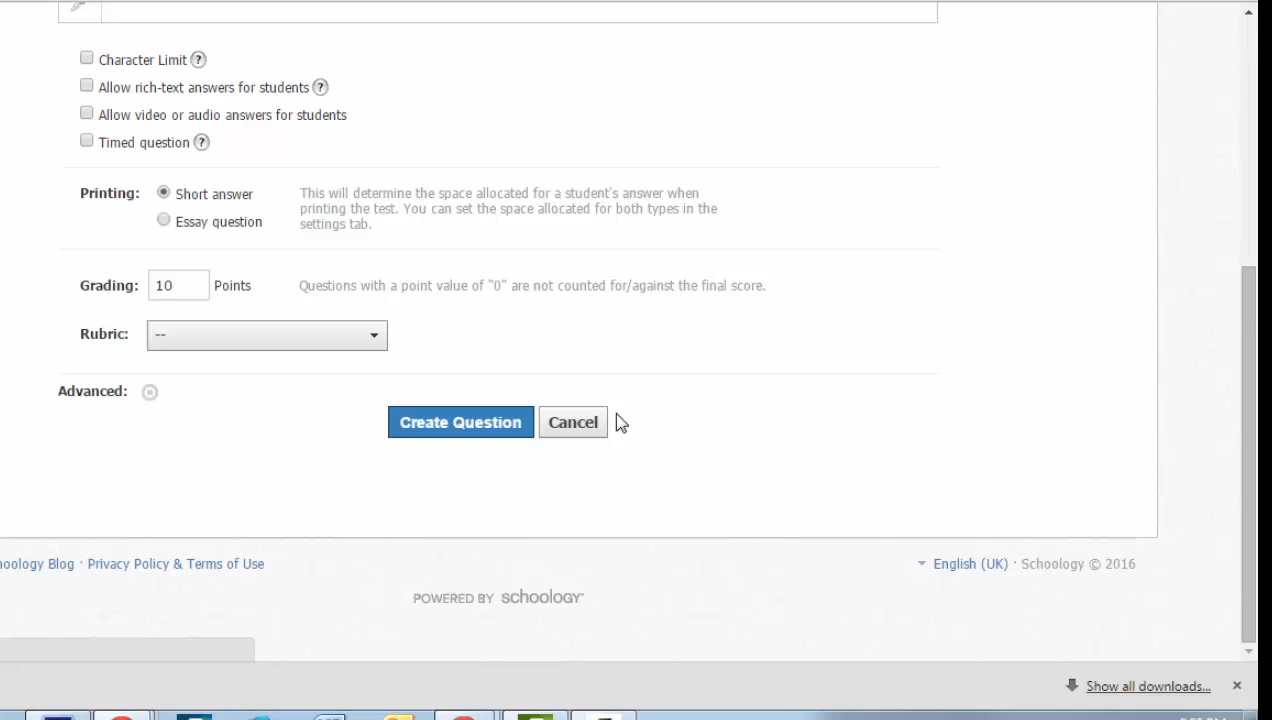 Character Limit ?
Allow rich-text answers for students ?
Allow video or audio answers for students
Timed question ?
Printing: Short answer This will determine the space allocated for a student's answer when
printing the test. You can set the space allocated for both types in the
Essay question settings tab.
Grading: 10 Points Questions with a point value of "0" are not counted for/against the final score.
Rubric: --
Advanced:
Create Question Cancel
Blog · Privacy Policy & Terms of Use English (UK) · Schoology © 2016
POWERED BY schoology
Show all downloads...